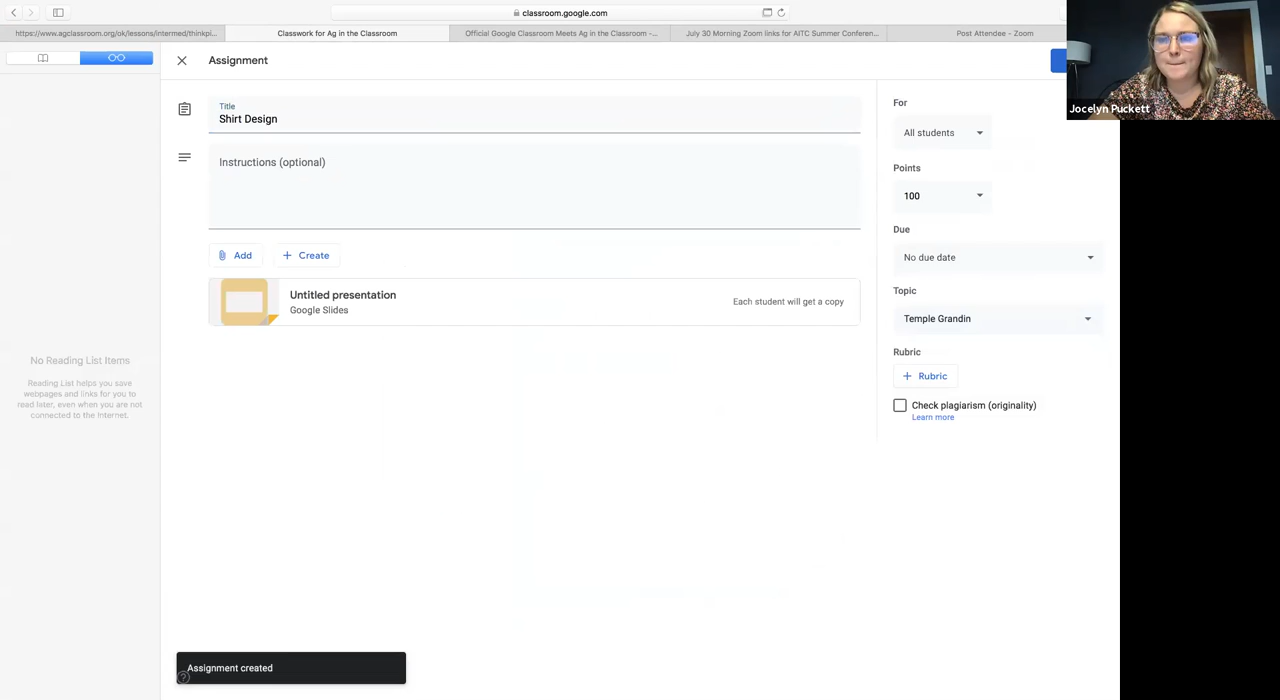 classroom.google.com
https://www.agclassroom.org/ok/lessons/intermed/thinkpi...
Classwork for Ag in the Classroom
Official Google Classroom Meets Ag in the Classroom -...
July 30 Morning Zoom links for AITC Summer Conferen...
Post Attendee - Zoom
Jocelyn Puckett
Assignment
Title
Shirt Design
Instructions (optional)
Add
Create
Untitled presentation
Google Slides
Each student will get a copy
For
All students
Points
100
Due
No due date
Topic
Temple Grandin
Rubric
Rubric
Check plagiarism (originality)
Learn more
No Reading List Items
Reading List helps you save
webpages and links for you to
read later, even when you are not
connected to the Internet.
Assignment created